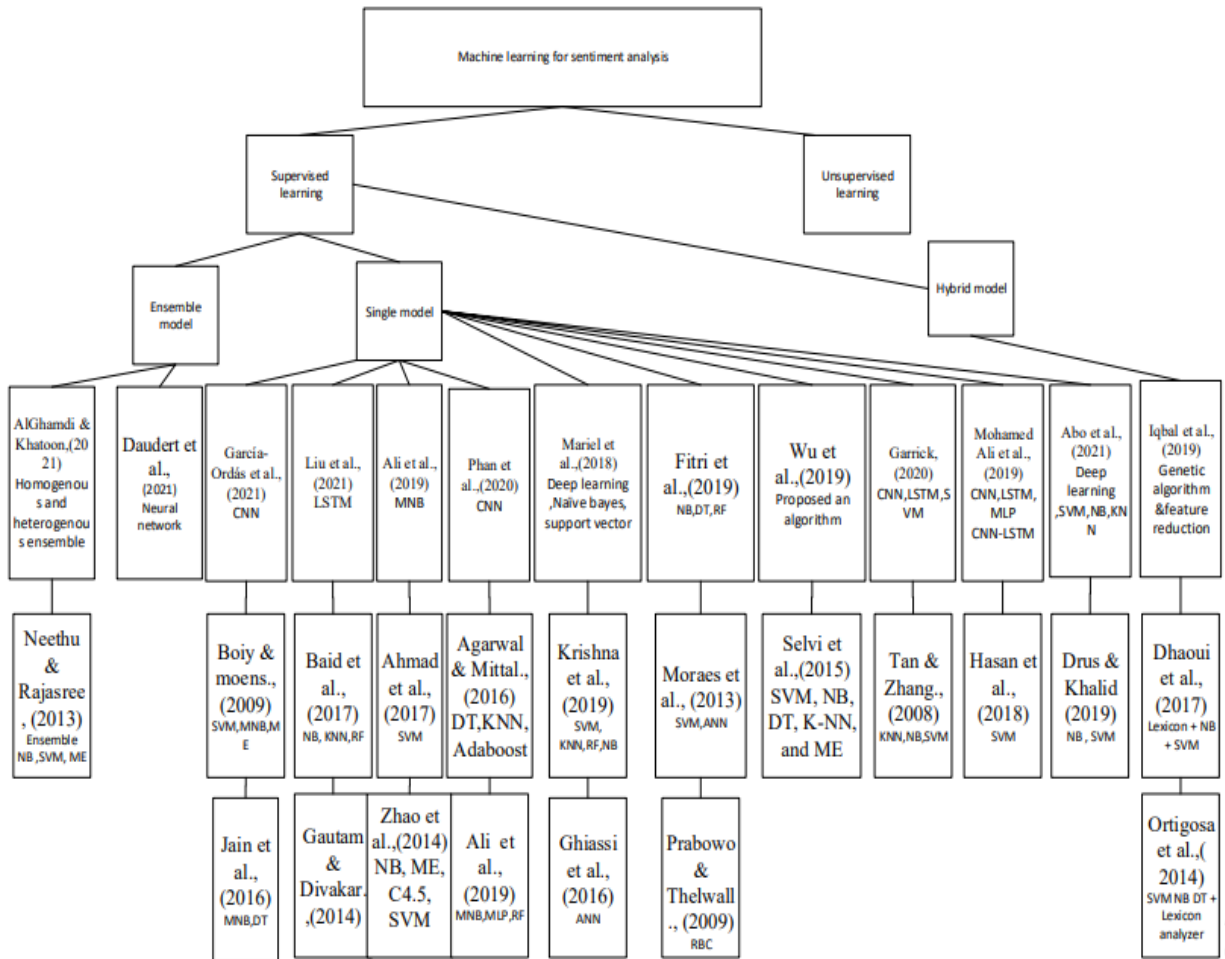 Machine learning for sentiment analysis
Supervised
learning
Unsupervised
learning
Ensemble
model
Single model
Hybrid model
AlGhamdi &
Khatoon,(20
21)
Homogenou
s and
heterogenou
s ensemble
Daudert et
al.,
(2021)
Neural
network
García-
Ordás et al.,
(2021)
CNN
Liu et al.,
(2021)
LSTM
Ali et al.,
(2019)
MNB
Phan et
al.,(2020)
CNN
Mariel et
al.,(2018)
Deep learning
,Naïve bayes,
support vector
Fitri et
al.,(2019)
NB,DT,RF
Wu et
al.,(2019)
Proposed an
algorithm
Garrick,
(2020)
CNN,LSTM,S
VM
Mohamed
Ali et al.,
(2019)
CNN,LSTM,
MLP
CNN-LSTM
Abo et al.,
(2021)
Deep
learning
,SVM,NB,KN
N
Iqbal et al.,
(2019)
Genetic
algorithm
&feature
reduction
Neethu
&
Rajasree
, (2013)
Ensemble
NB ,SVM, ME
Boiy &
moens.,
(2009)
SVM,MNB,M
E
Baid et
al.,
(2017)
NB, KNN,RF
Ahmad et
al.,
(2017)
SVM
Agarwal
& Mittal.,
(2016)
DT,KNN,
Adaboost
Krishna et
al.,
(2019)
SVM,
KNN,RF,NB
Moraes et
al., (2013)
SVM,ANN
Selvi et
al.,(2015)
SVM, NB,
DT, K-NN,
and ME
Tan &
Zhang.,
(2008)
KNN,NB,SVM
Hasan et
al.,
(2018)
SVM
Drus &
Khalid
(2019)
NB , SVM
Dhaoui et
al.,
(2017)
Lexicon + NB
+ SVM
Jain et
al.,
(2016)
MNB,DT
Gautam
&
Divakar.
,(2014)
Zhao et
al.,(2014)
NB, ME,
C4.5,
SVM
Ali et
al.,
(2019)
MNB,MLP,RF
Ghiassi et
al.,
(2016)
ANN
Prabowo
&
Thelwall
., (2009)
RBC
Ortigosa
et al.,(
2014)
SVM NB DT +
Lexicon
analyzer